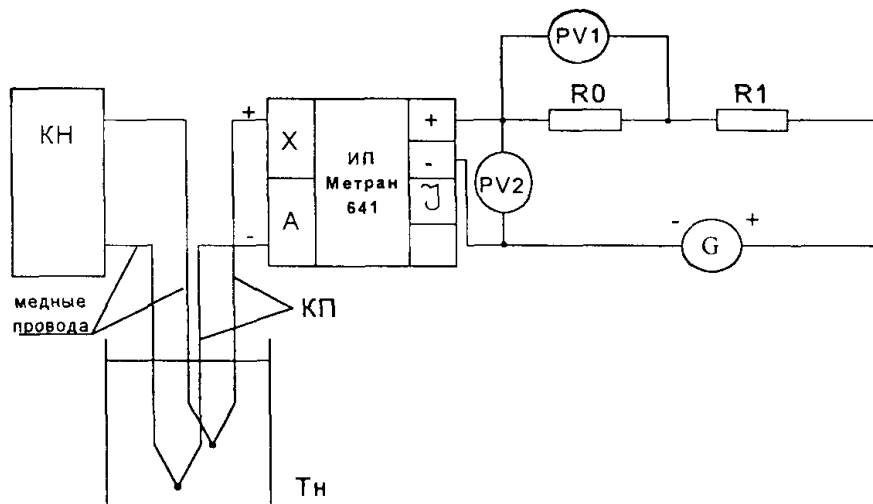 PV1
R0
R1
КН
+
X
ИП
Метран
641
+
-
PV2
A
J
-
-
G
+
медные
провода
КП
Тн